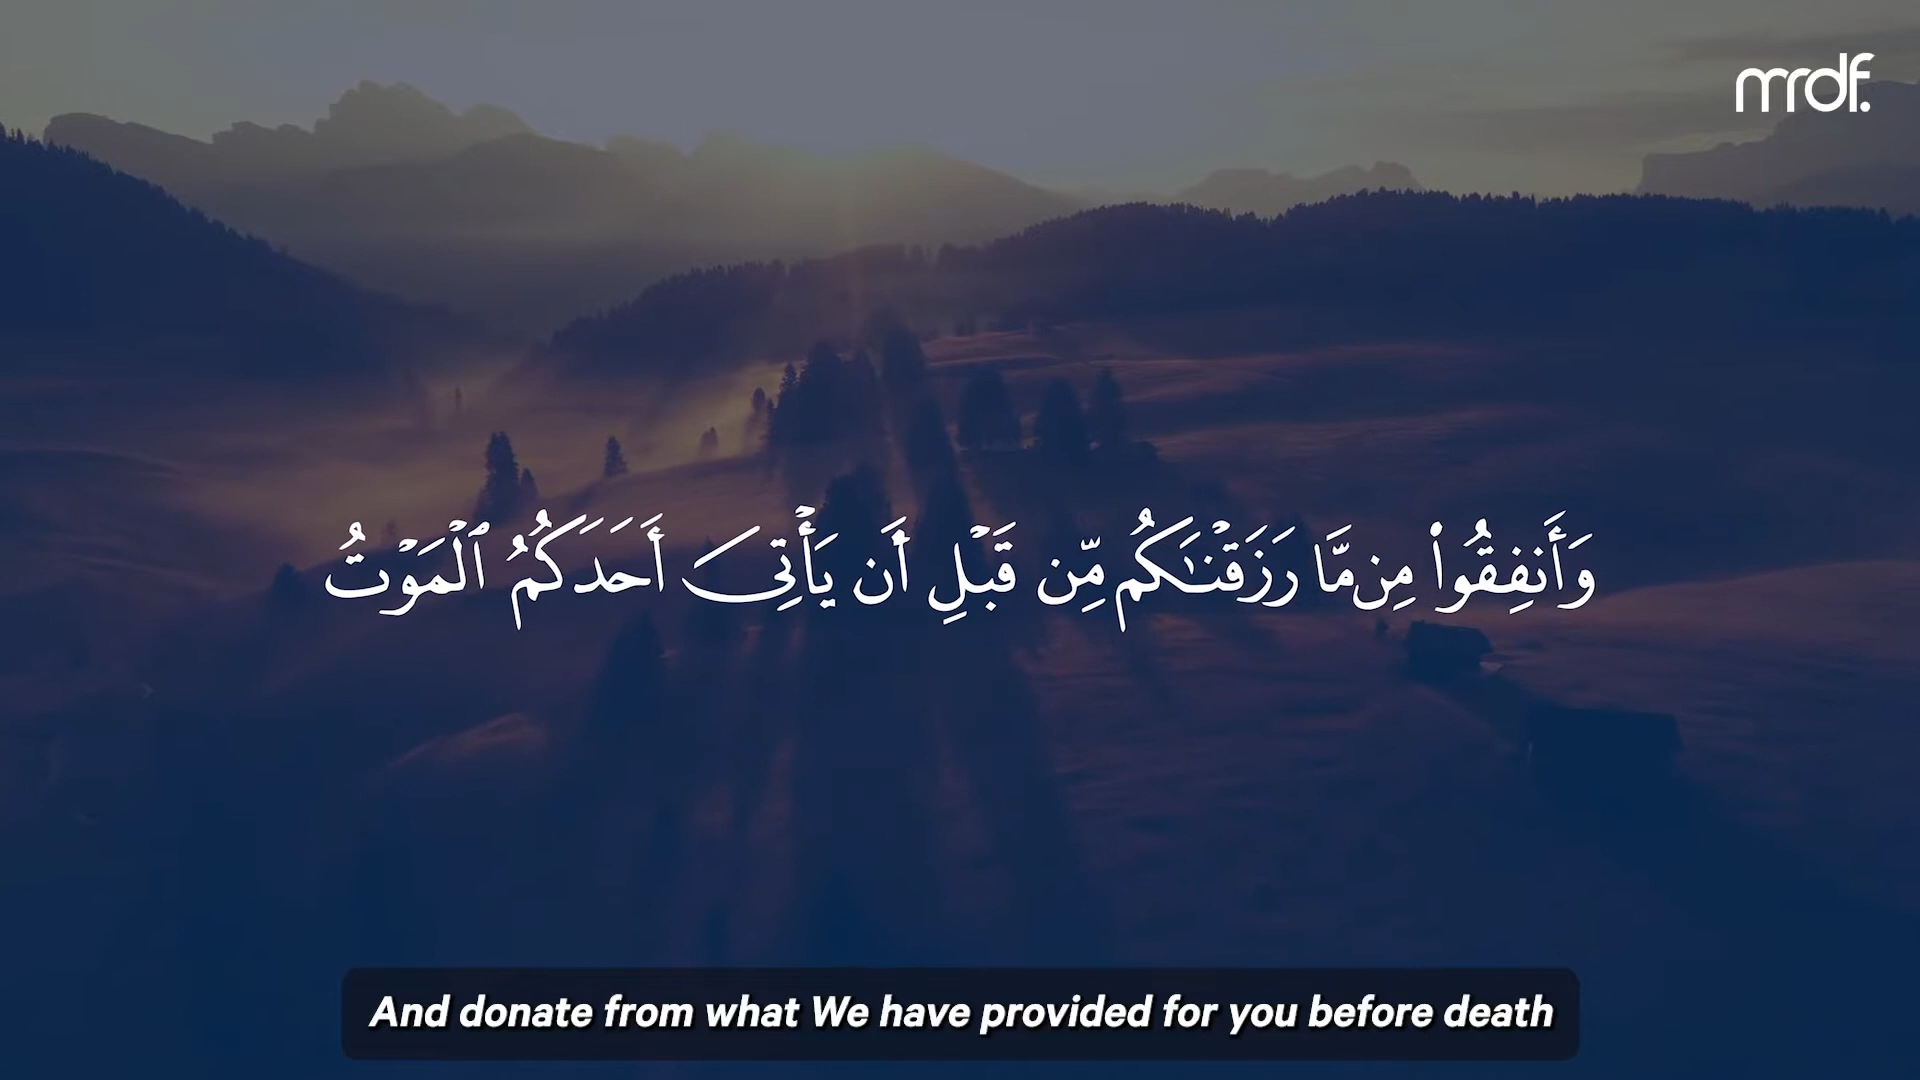 mrdf.
وَأَنفِقُوا۟ مِن مَّا رَزَقْنَـٰكُم مِّن قَبْلِ أَن يَأْتِىَ أَحَدَكُمُ ٱلْمَوْتُ
And donate from what We have provided for you before death